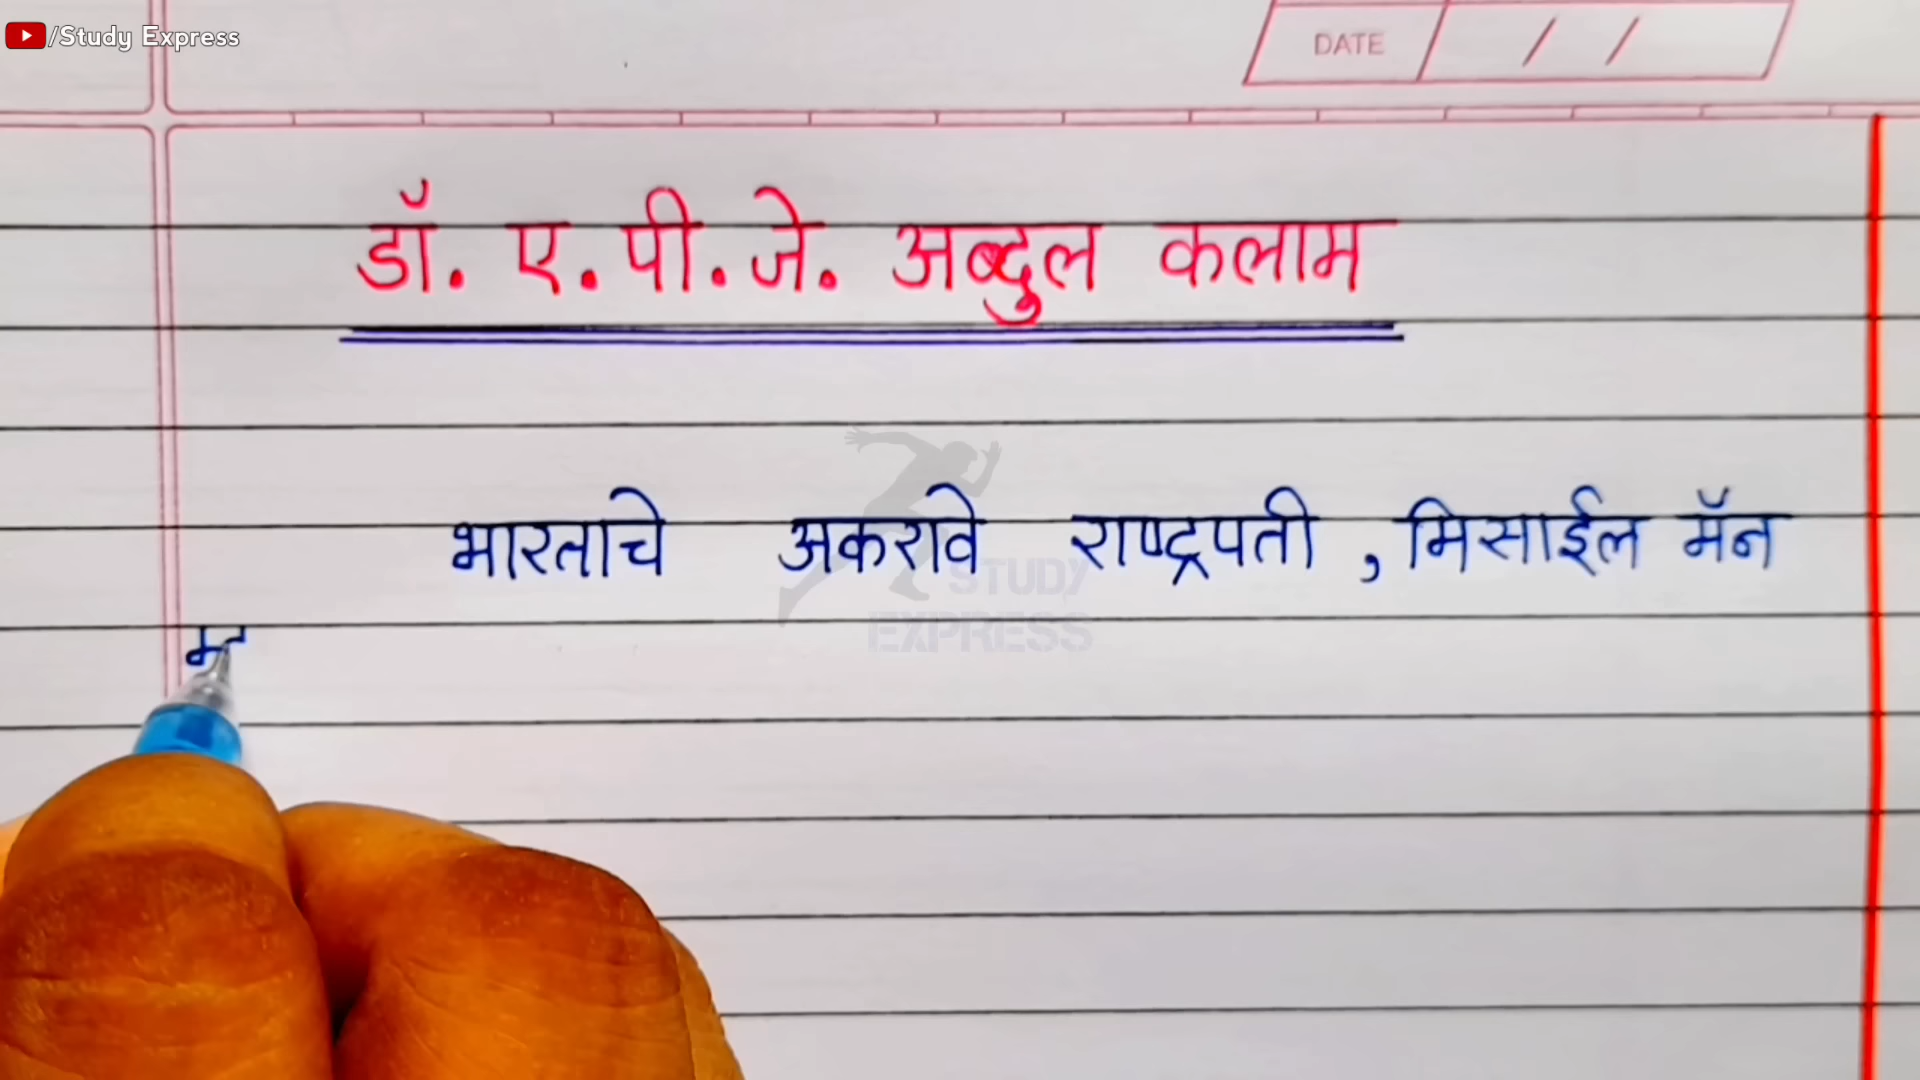 /Study Express
DATE / /
डॉ. ए. पी. जे. अब्दुल कलाम
भारताचे अकरावे राष्ट्रपती , मिसाईल मॅन
STUDY
EXPRESS